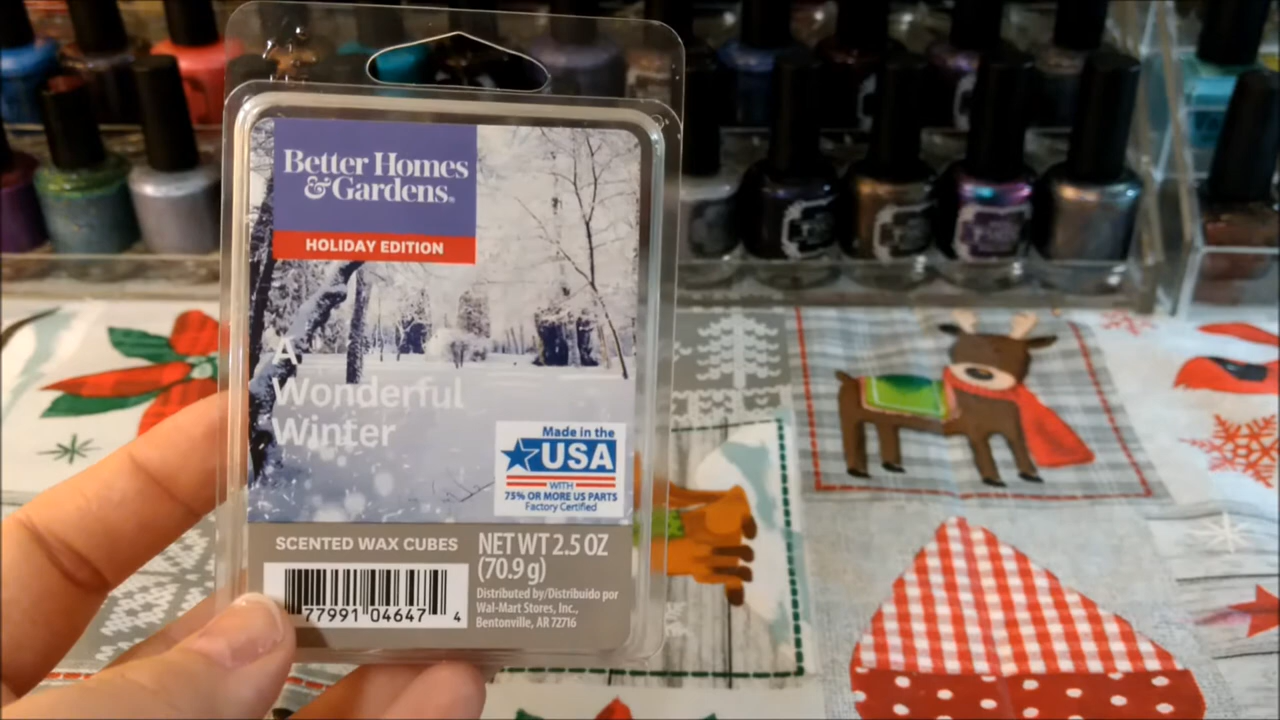 Better Homes
& Gardens®
HOLIDAY EDITION
A
Wonderful
Winter
Made in the
USA
WITH
75% OR MORE US PARTS
Factory Certified
SCENTED WAX CUBES
NET WT 2.5 OZ
(70.9 g)
Distributed by/Distribuido por
Wal-Mart Stores, Inc.,
Bentonville, AR 72716
77991 04647 4